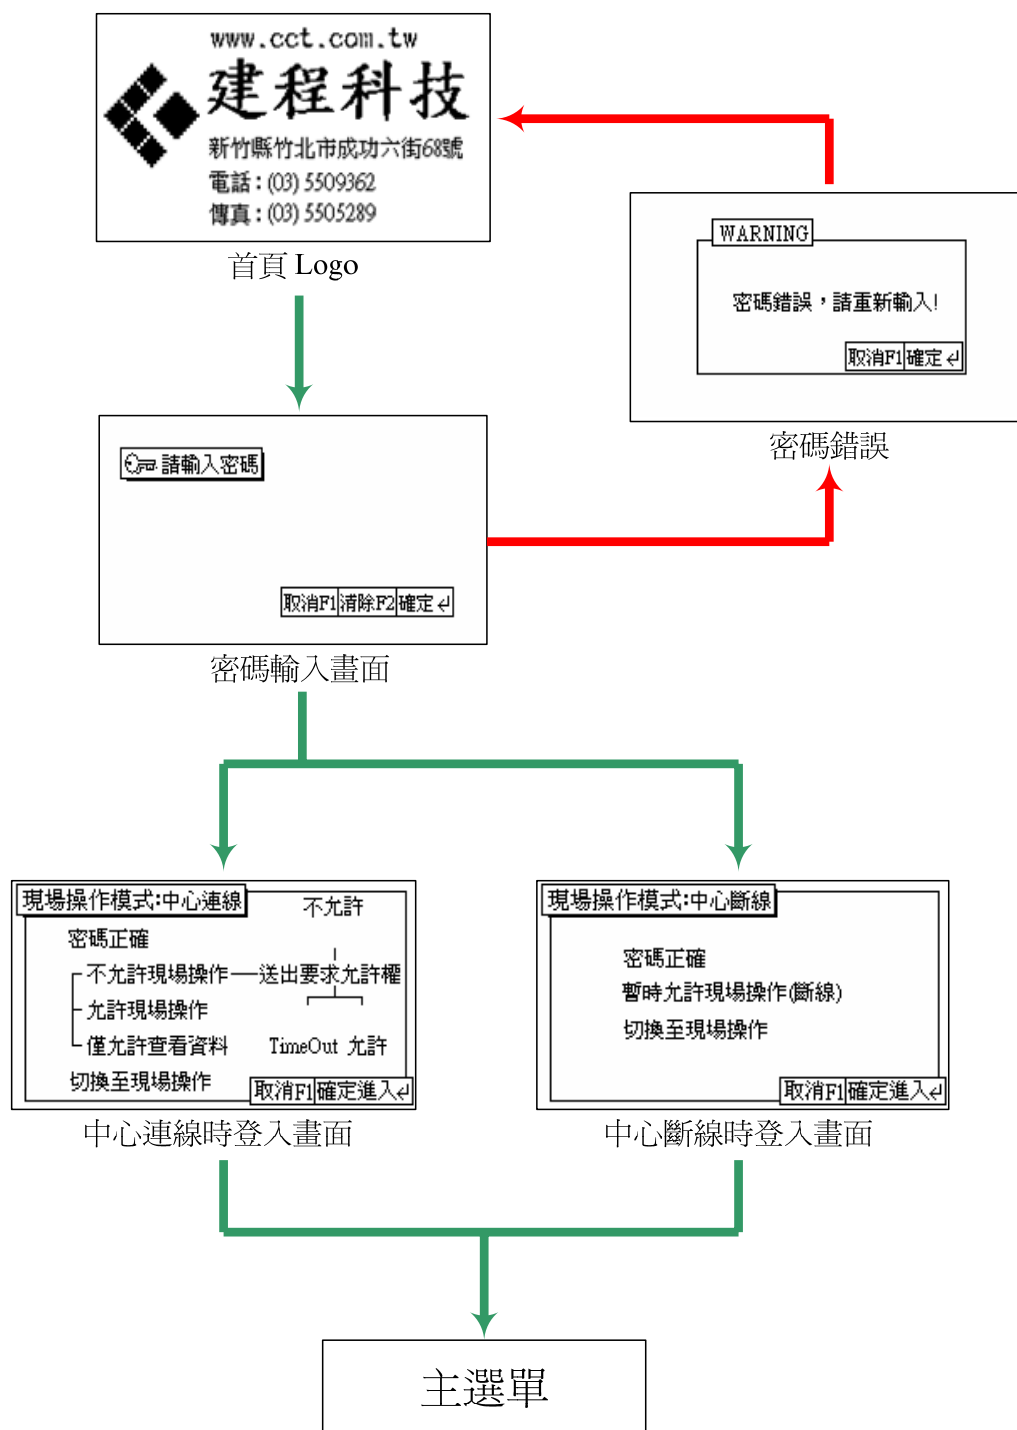 www.cct.com.tw
建程科技
新竹縣竹北市成功六街68號
電話：(03) 5509362
傳真：(03) 5505289
首頁 Logo
WARNING
密碼錯誤，請重新輸入!
取消F1 確定↵
密碼錯誤
請輸入密碼
取消F1 清除F2 確定↵
密碼輸入畫面
現場操作模式:中心連線
不允許
密碼正確
不允許現場操作 送出要求允許權
允許現場操作
僅允許查看資料 TimeOut 允許
切換至現場操作
取消F1 確定進入↵
中心連線時登入畫面
現場操作模式:中心斷線
密碼正確
暫時允許現場操作(斷線)
切換至現場操作
取消F1 確定進入↵
中心斷線時登入畫面
主選單